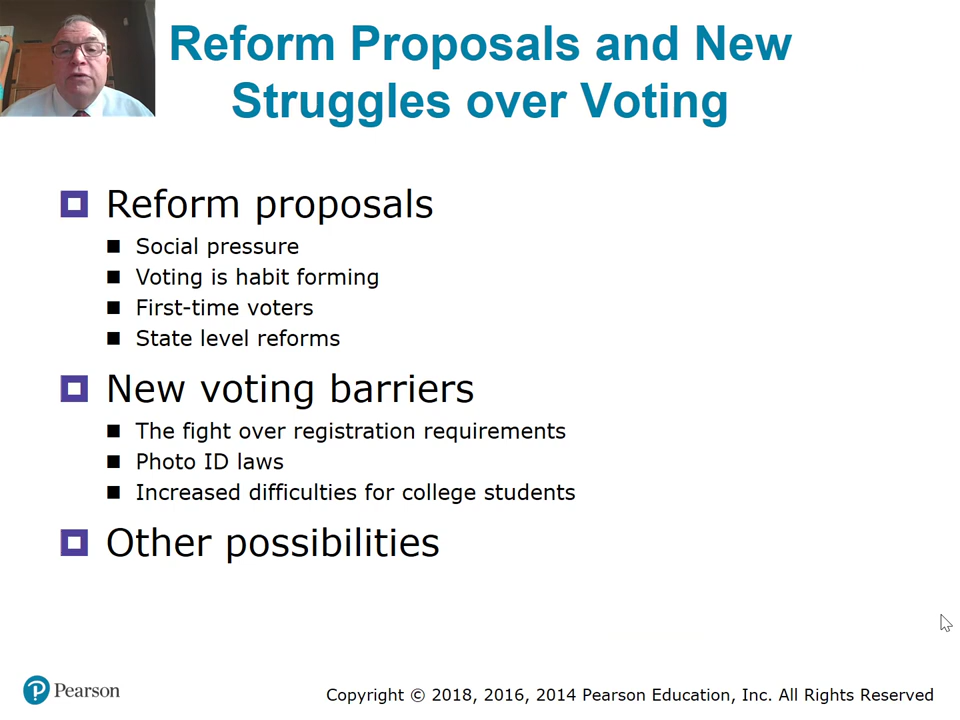 Reform Proposals and New
Struggles over Voting
Reform proposals
Social pressure
Voting is habit forming
First-time voters
State level reforms
New voting barriers
The fight over registration requirements
Photo ID laws
Increased difficulties for college students
Other possibilities
Pearson
Copyright © 2018, 2016, 2014 Pearson Education, Inc. All Rights Reserved